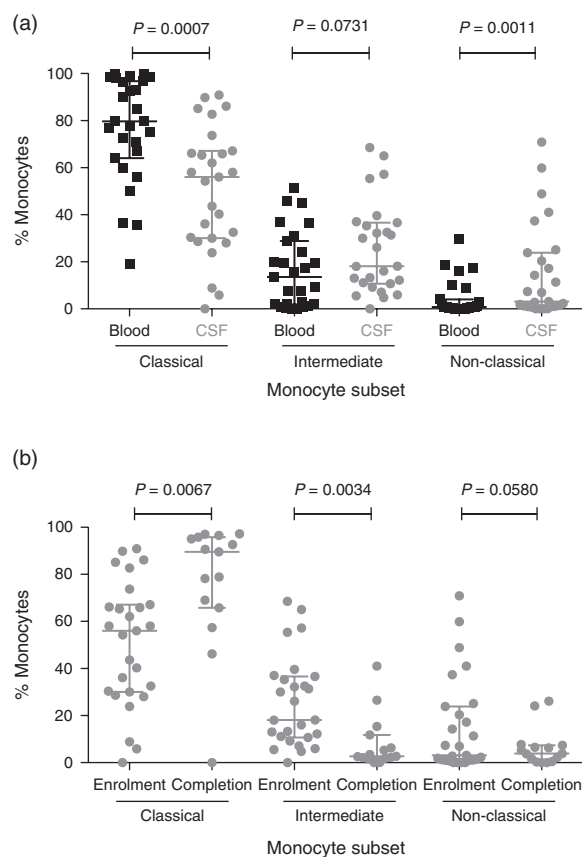 (a)
P = 0.0007 P = 0.0731 P = 0.0011
100
80
60
40
20
0
% Monocytes
Blood CSF Blood CSF Blood CSF
Classical Intermediate Non-classical
Monocyte subset
(b)
P = 0.0067 P = 0.0034 P = 0.0580
100
80
60
40
20
0
% Monocytes
Enrolment Completion Enrolment Completion Enrolment Completion
Classical Intermediate Non-classical
Monocyte subset